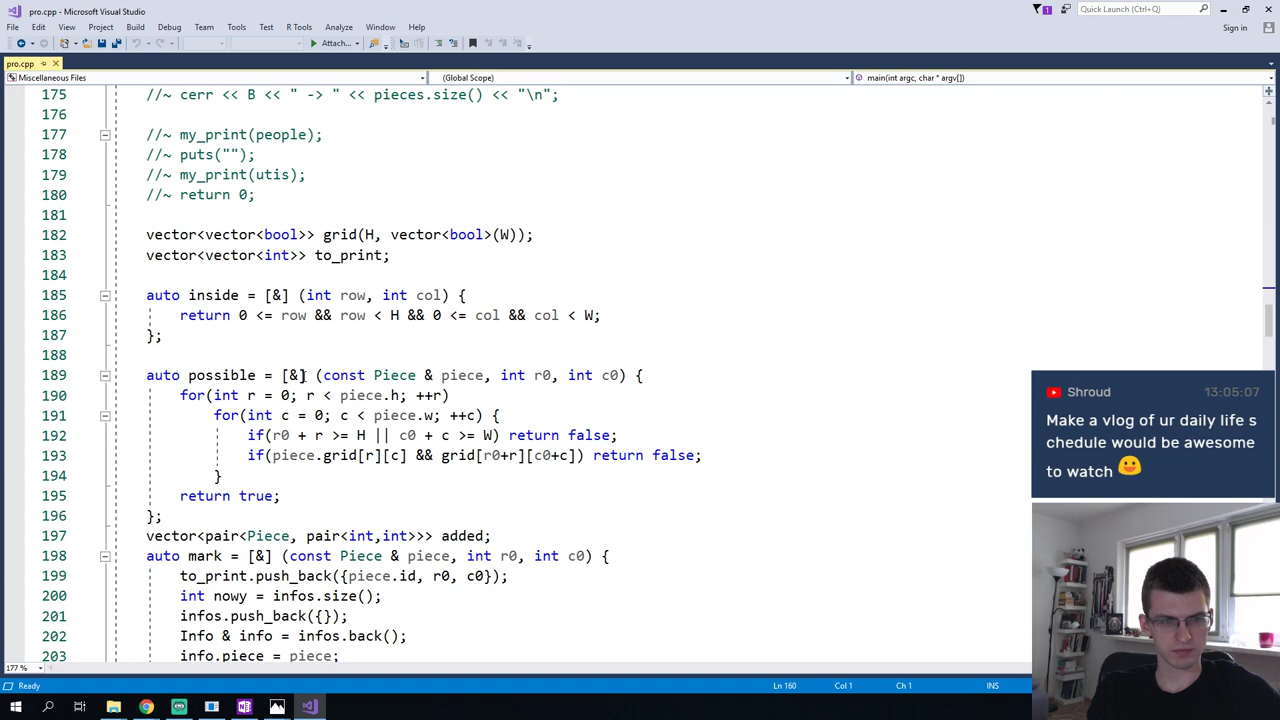 pro.cpp - Microsoft Visual Studio
1
Quick Launch (Ctrl+Q)
File Edit View Project Build Debug Team Tools Test R Tools Analyze Window Help
Sign in
Attach...
pro.cpp
Miscellaneous Files
(Global Scope)
main(int argc, char * argv[])
175 //~ cerr << B << " -> " << pieces.size() << "\n";
176
177 //~ my_print(people);
178 //~ puts("");
179 //~ my_print(utis);
180 //~ return 0;
181
182 vector<vector<bool>> grid(H, vector<bool>(W));
183 vector<vector<int>> to_print;
184
185 auto inside = [&] (int row, int col) {
186 return 0 <= row && row < H && 0 <= col && col < W;
187 };
188
189 auto possible = [&] (const Piece & piece, int r0, int c0) {
190 for(int r = 0; r < piece.h; ++r)
191 for(int c = 0; c < piece.w; ++c) {
192 if(r0 + r >= H || c0 + c >= W) return false;
193 if(piece.grid[r][c] && grid[r0+r][c0+c]) return false;
194 }
195 return true;
196 };
197 vector<pair<Piece, pair<int,int>>> added;
198 auto mark = [&] (const Piece & piece, int r0, int c0) {
199 to_print.push_back({piece.id, r0, c0});
200 int nowy = infos.size();
201 infos.push_back({});
202 Info & info = infos.back();
203 info.piece = piece;
Shroud 13:05:07
Make a vlog of ur daily life s
chedule would be awesome
to watch 😃
177 %
Ready
Ln 160
Col 1
Ch 1
INS